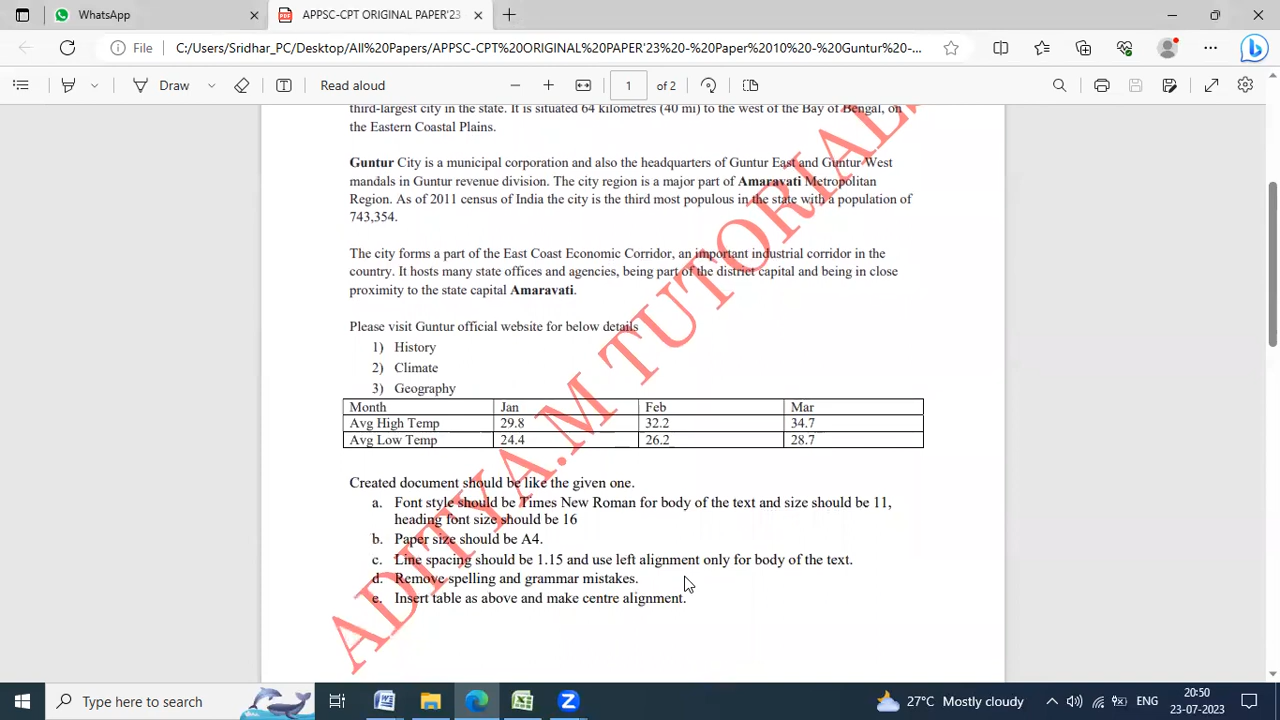 WhatsApp
APPSC-CPT ORIGINAL PAPER'23
File
C:/Users/Sridhar_PC/Desktop/All%20Papers/APPSC-CPT%20ORIGINAL%20PAPER'23%20-%20Paper%2010%20-%20Guntur%20-...
Draw
Read aloud
1
of 2
third-largest city in the state. It is situated 64 kilometres (40 mi) to the west of the Bay of Bengal, on
the Eastern Coastal Plains.
Guntur City is a municipal corporation and also the headquarters of Guntur East and Guntur West
mandals in Guntur revenue division. The city region is a major part of Amaravati Metropolitan
Region. As of 2011 census of India the city is the third most populous in the state with a population of
743,354.
The city forms a part of the East Coast Economic Corridor, an important industrial corridor in the
country. It hosts many state offices and agencies, being part of the district capital and being in close
proximity to the state capital Amaravati.
Please visit Guntur official website for below details
1) History
2) Climate
3) Geography
Month Jan Feb Mar
Avg High Temp 29.8 32.2 34.7
Avg Low Temp 24.4 26.2 28.7
Created document should be like the given one.
a. Font style should be Times New Roman for body of the text and size should be 11,
heading font size should be 16
b. Paper size should be A4.
c. Line spacing should be 1.15 and use left alignment only for body of the text.
d. Remove spelling and grammar mistakes.
e. Insert table as above and make centre alignment.
ADITYA.M TUTORIALS
Type here to search
27°C Mostly cloudy
ENG
20:50
23-07-2023